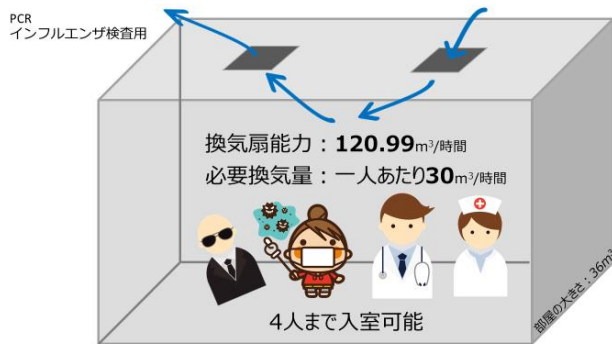 PCR
インフルエンザ検査用
換気扇能力：120.99m³/時間
必要換気量：一人あたり30m³/時間
4人まで入室可能
部屋の大きさ：36m³